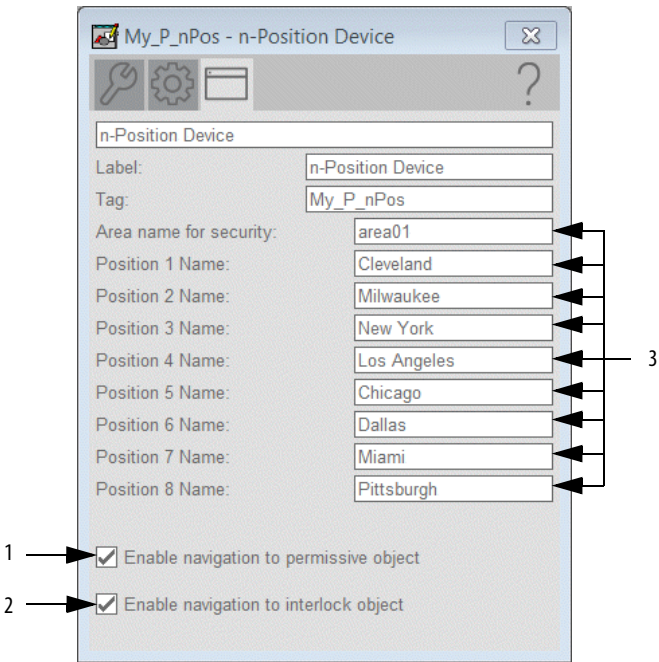 My_P_nPos - n-Position Device
?
n-Position Device
Label: n-Position Device
Tag: My_P_nPos
Area name for security: area01
Position 1 Name: Cleveland
Position 2 Name: Milwaukee
Position 3 Name: New York
Position 4 Name: Los Angeles 3
Position 5 Name: Chicago
Position 6 Name: Dallas
Position 7 Name: Miami
Position 8 Name: Pittsburgh
1 Enable navigation to permissive object
2 Enable navigation to interlock object